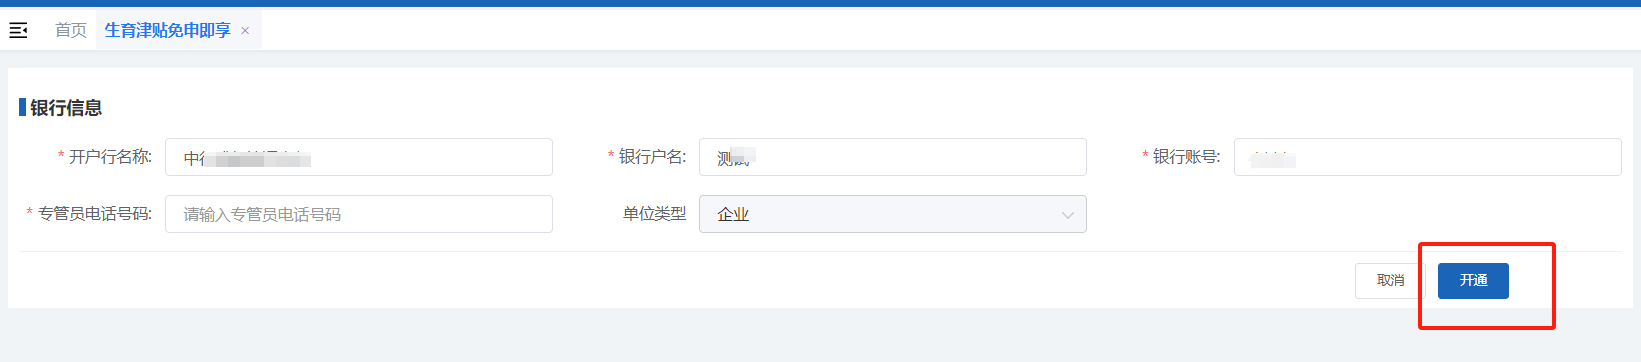 首页 生育津贴免申即享 ×
银行信息
* 开户行名称: 中 * 银行户名: 测 * 银行账号:
* 专管员电话号码: 请输入专管员电话号码 单位类型 企业
取消 开通